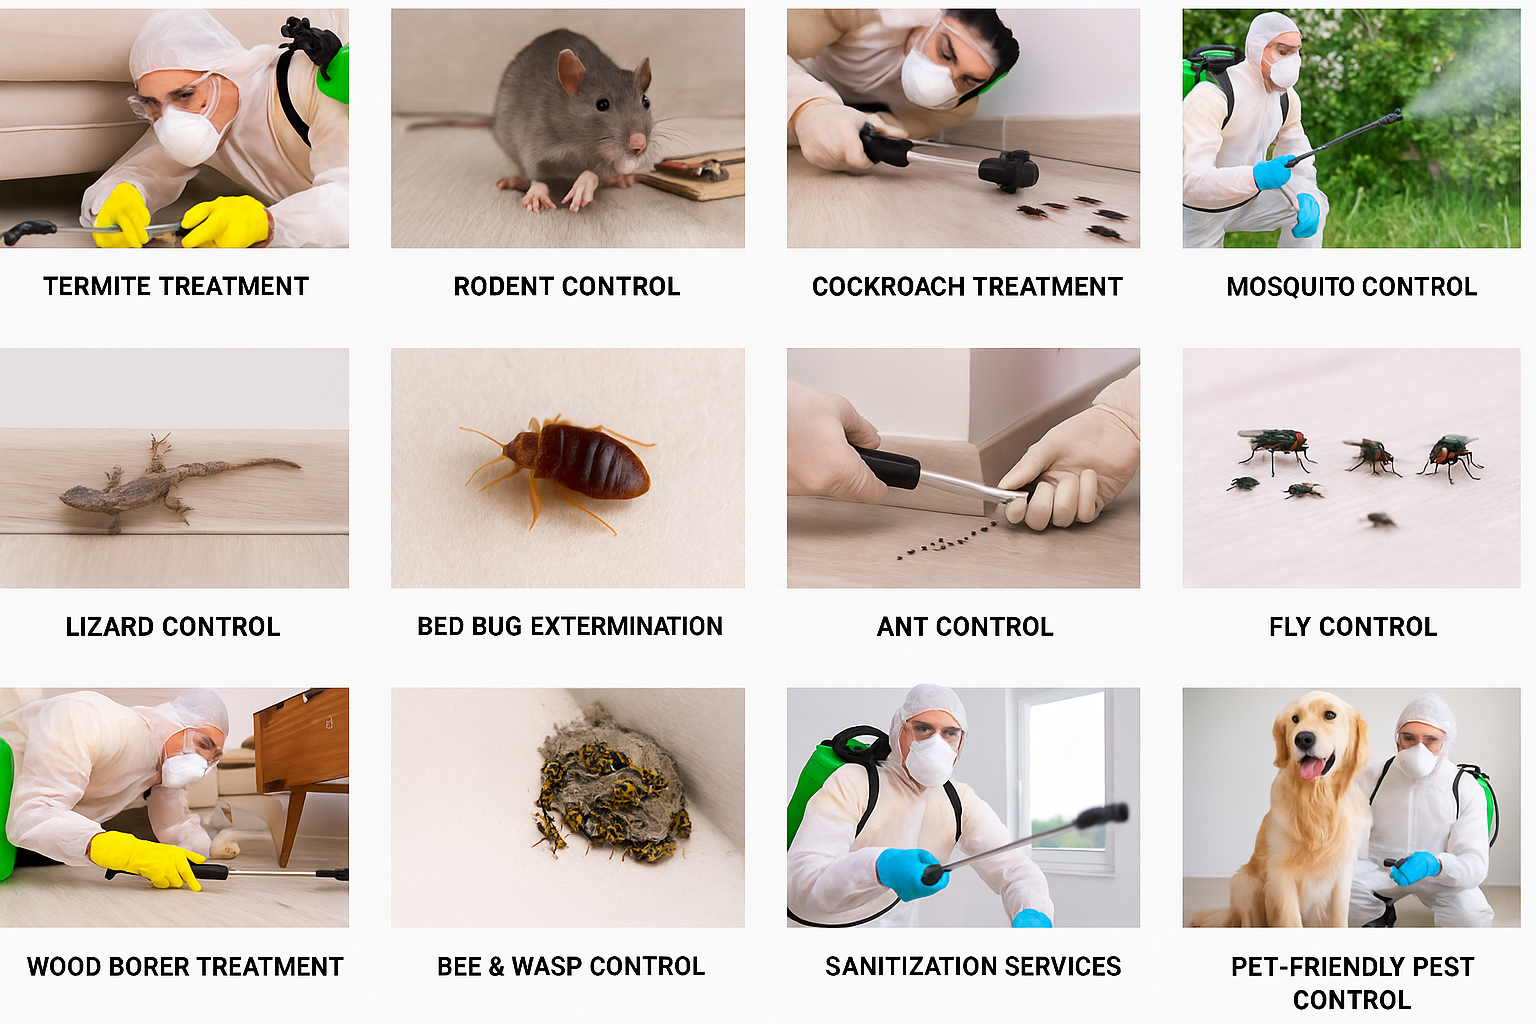 TERMITE TREATMENT
RODENT CONTROL
COCKROACH TREATMENT
MOSQUITO CONTROL
LIZARD CONTROL
BED BUG EXTERMINATION
ANT CONTROL
FLY CONTROL
WOOD BORER TREATMENT
BEE & WASP CONTROL
SANITIZATION SERVICES
PET-FRIENDLY PEST
CONTROL